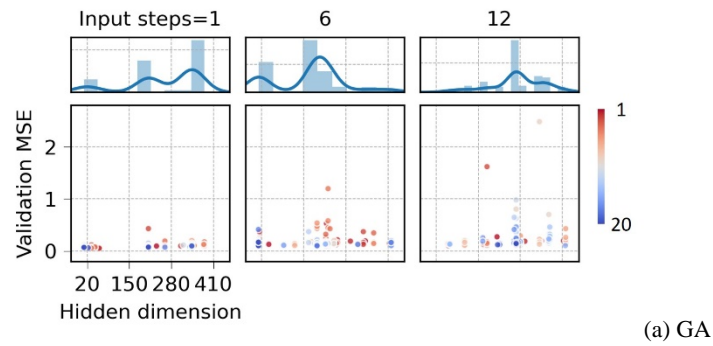 Input steps=1
6
12
Validation MSE
2
1
0
20 150 280 410
Hidden dimension
1
20
(a) GA